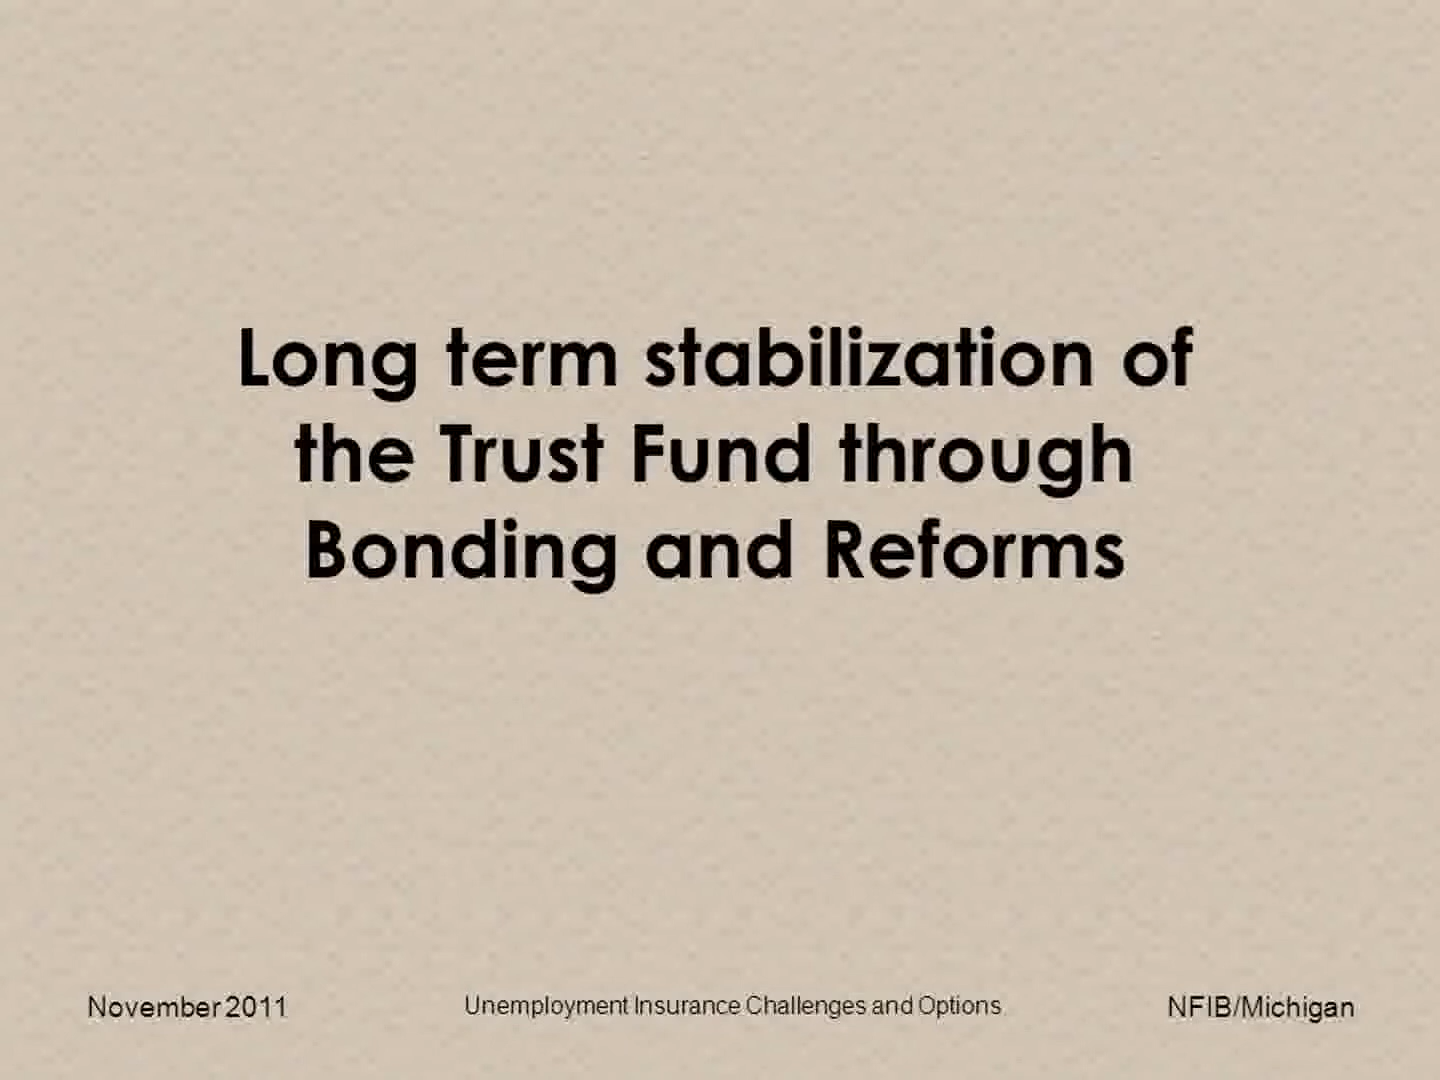 Long term stabilization of
the Trust Fund through
Bonding and Reforms
November 2011
Unemployment Insurance Challenges and Options
NFIB/Michigan